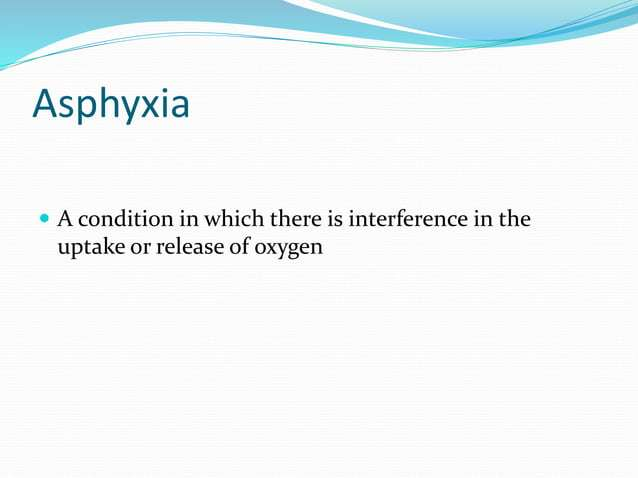 Asphyxia
A condition in which there is interference in the
uptake or release of oxygen